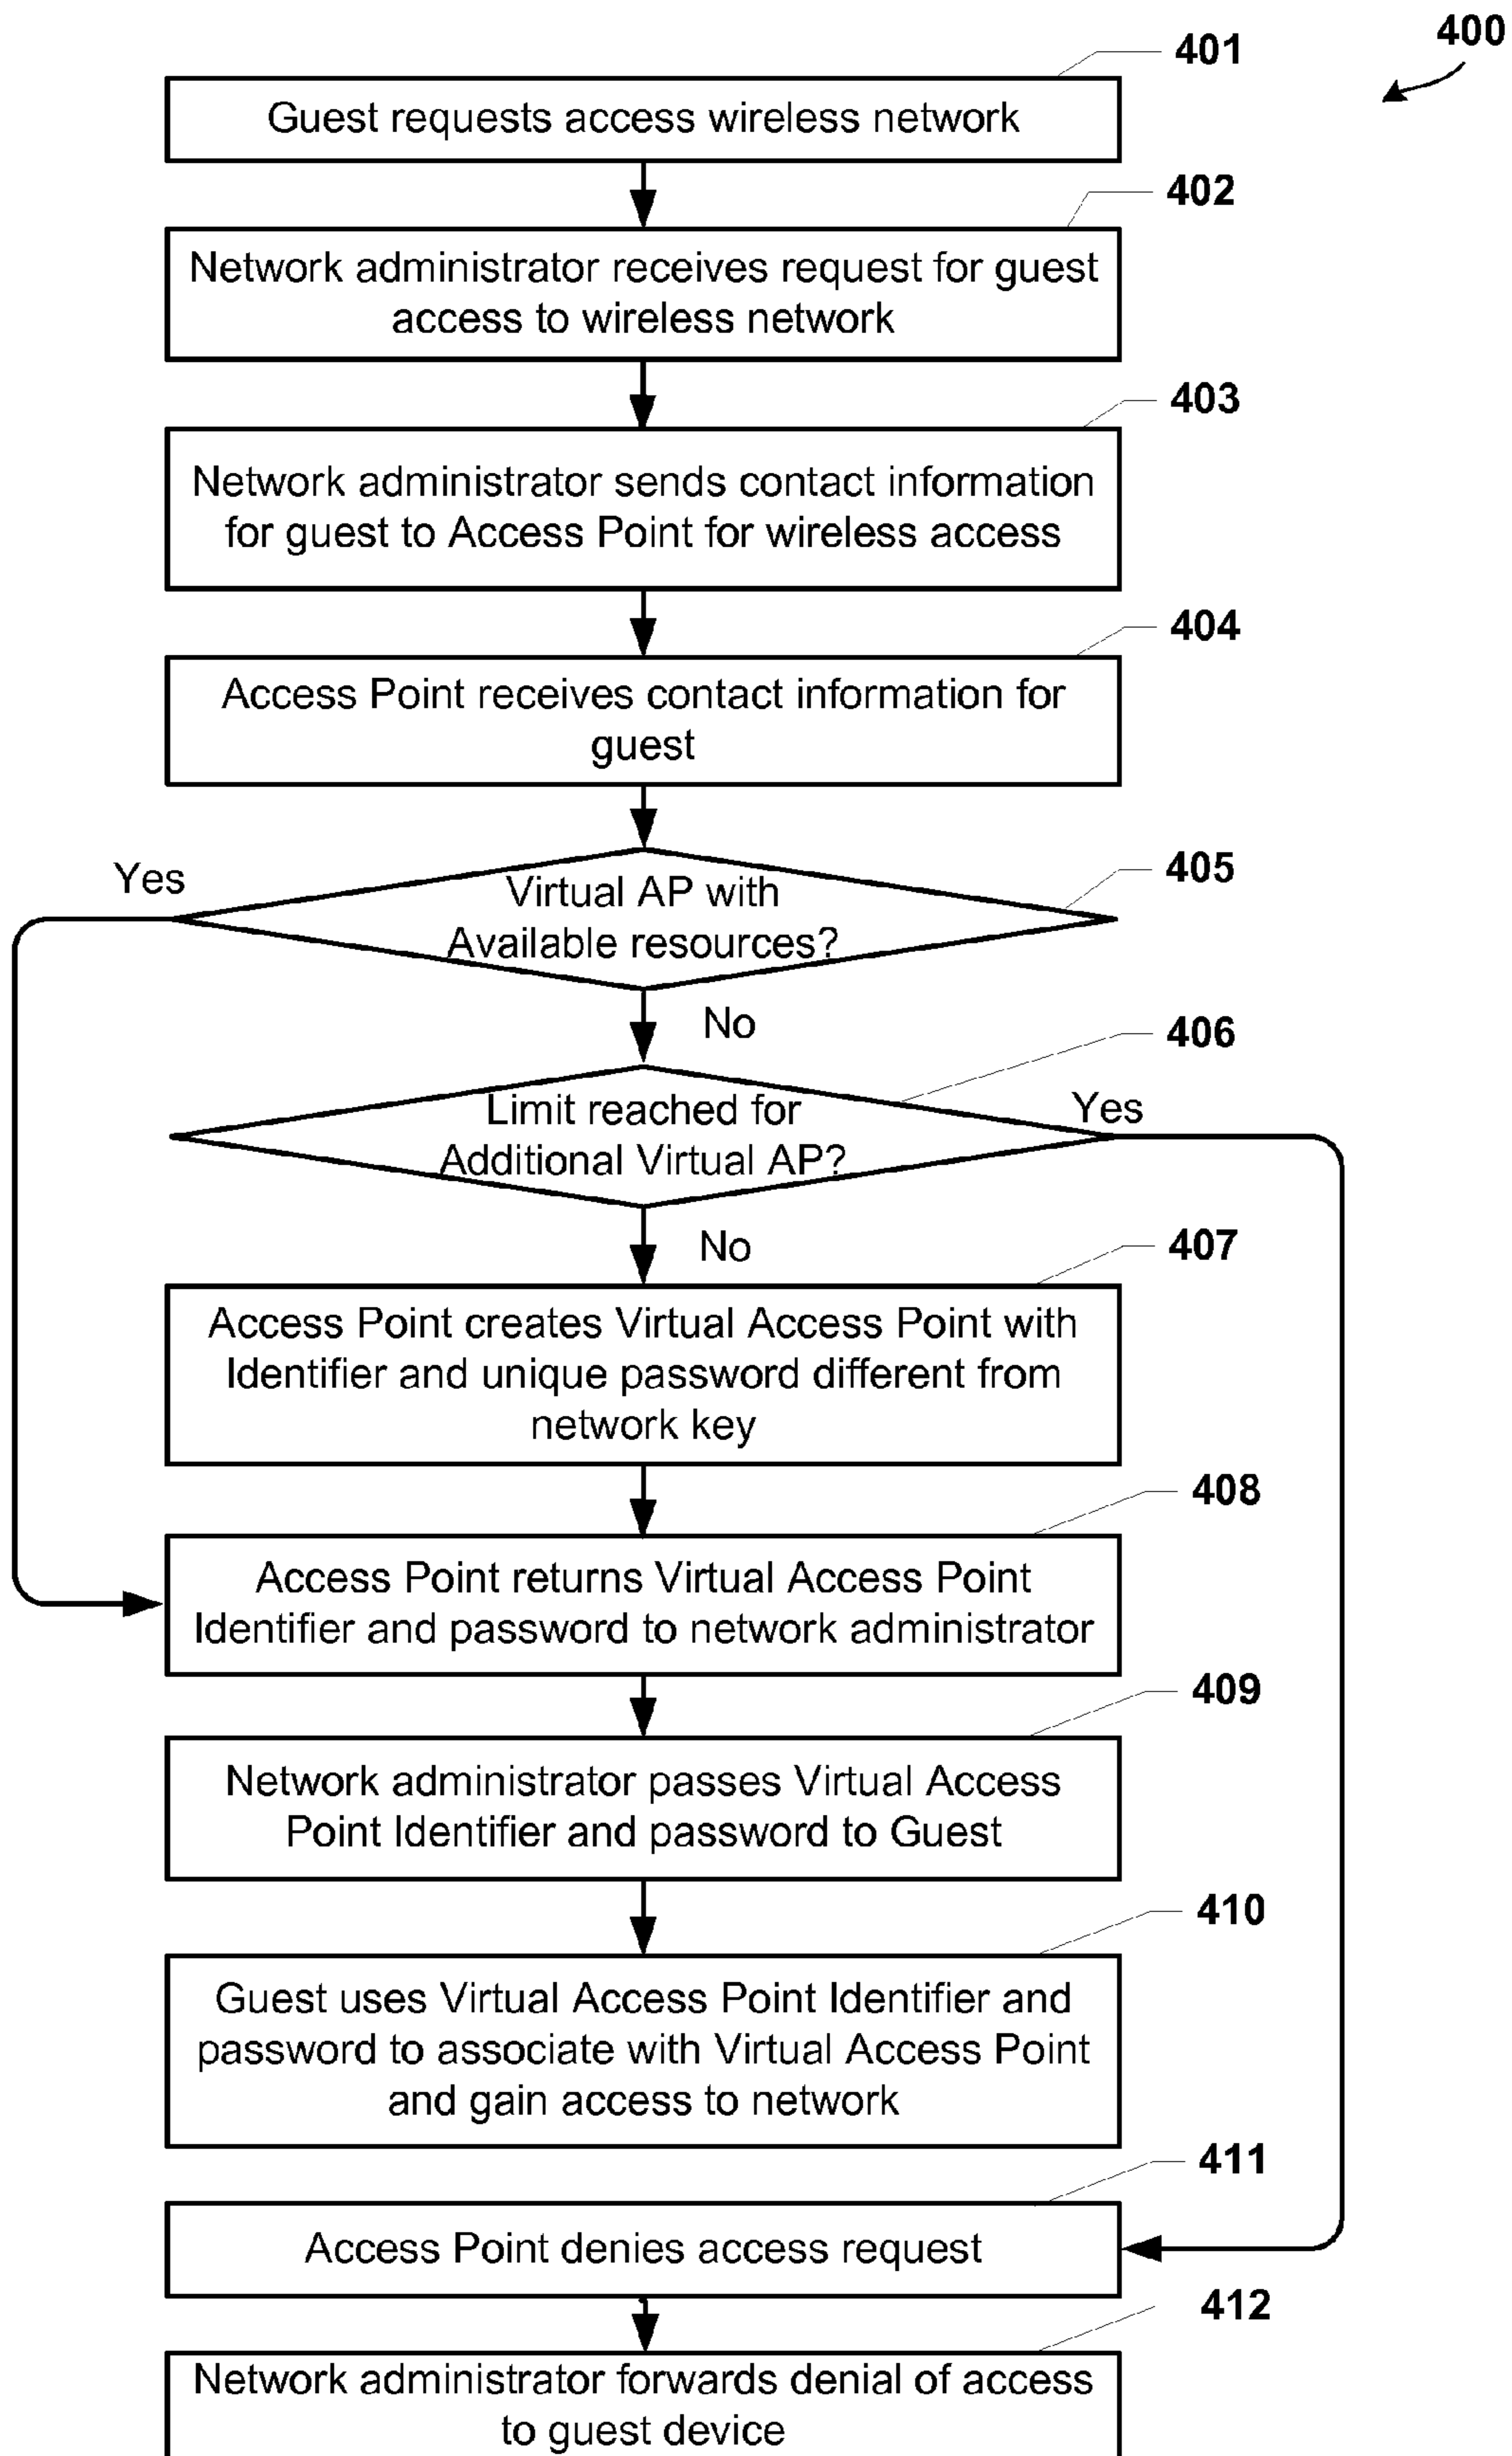 400
401
Guest requests access wireless network
402
Network administrator receives request for guest
access to wireless network
403
Network administrator sends contact information
for guest to Access Point for wireless access
404
Access Point receives contact information for
guest
405
Yes
Virtual AP with
Available resources?
No
406
Limit reached for
Additional Virtual AP?
Yes
No
407
Access Point creates Virtual Access Point with
Identifier and unique password different from
network key
408
Access Point returns Virtual Access Point
Identifier and password to network administrator
409
Network administrator passes Virtual Access
Point Identifier and password to Guest
410
Guest uses Virtual Access Point Identifier and
password to associate with Virtual Access Point
and gain access to network
411
Access Point denies access request
412
Network administrator forwards denial of access
to guest device